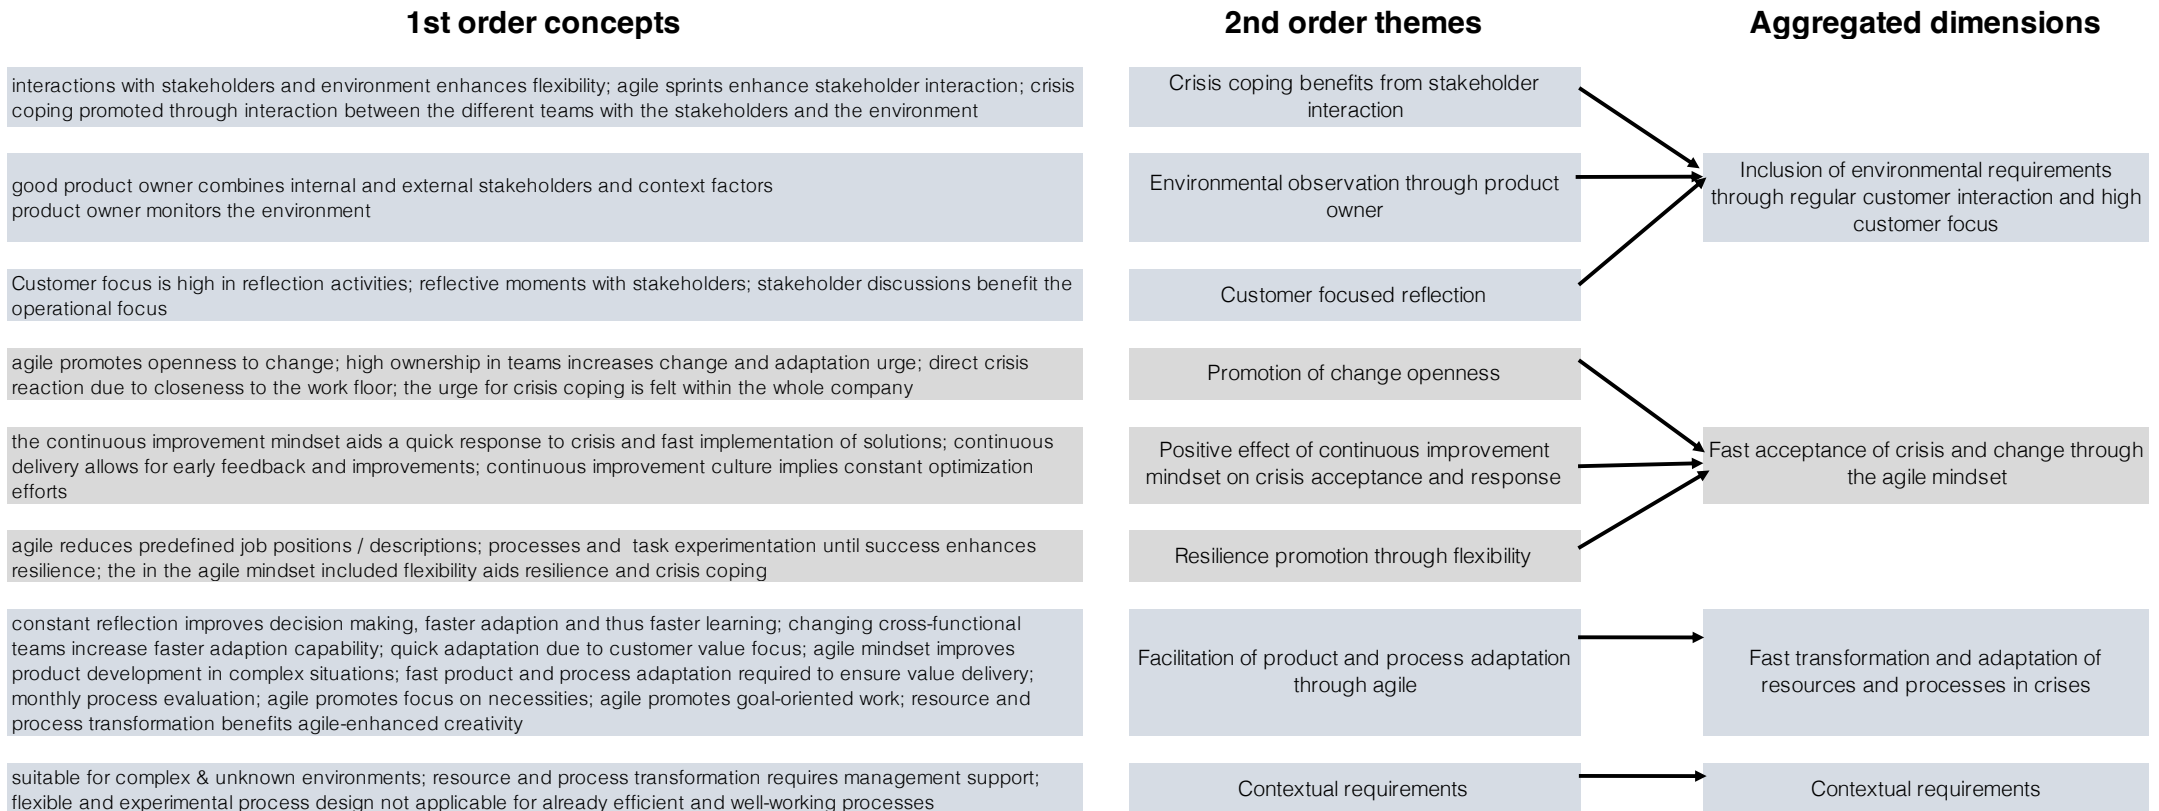 1st order concepts
2nd order themes
Aggregated dimensions
interactions with stakeholders and environment enhances flexibility; agile sprints enhance stakeholder interaction; crisis
coping promoted through interaction between the different teams with the stakeholders and the environment
Crisis coping benefits from stakeholder
interaction
good product owner combines internal and external stakeholders and context factors
product owner monitors the environment
Environmental observation through product
owner
Inclusion of environmental requirements
through regular customer interaction and high
customer focus
Customer focus is high in reflection activities; reflective moments with stakeholders; stakeholder discussions benefit the
operational focus
Customer focused reflection
agile promotes openness to change; high ownership in teams increases change and adaptation urge; direct crisis
reaction due to closeness to the work floor; the urge for crisis coping is felt within the whole company
Promotion of change openness
the continuous improvement mindset aids a quick response to crisis and fast implementation of solutions; continuous
delivery allows for early feedback and improvements; continuous improvement culture implies constant optimization
efforts
Positive effect of continuous improvement
mindset on crisis acceptance and response
Fast acceptance of crisis and change through
the agile mindset
agile reduces predefined job positions / descriptions; processes and  task experimentation until success enhances
resilience; the in the agile mindset included flexibility aids resilience and crisis coping
Resilience promotion through flexibility
constant reflection improves decision making, faster adaption and thus faster learning; changing cross-functional
teams increase faster adaption capability; quick adaptation due to customer value focus; agile mindset improves
product development in complex situations; fast product and process adaptation required to ensure value delivery;
monthly process evaluation; agile promotes focus on necessities; agile promotes goal-oriented work; resource and
process transformation benefits agile-enhanced creativity
Facilitation of product and process adaptation
through agile
Fast transformation and adaptation of
resources and processes in crises
suitable for complex & unknown environments; resource and process transformation requires management support;
flexible and experimental process design not applicable for already efficient and well-working processes
Contextual requirements
Contextual requirements